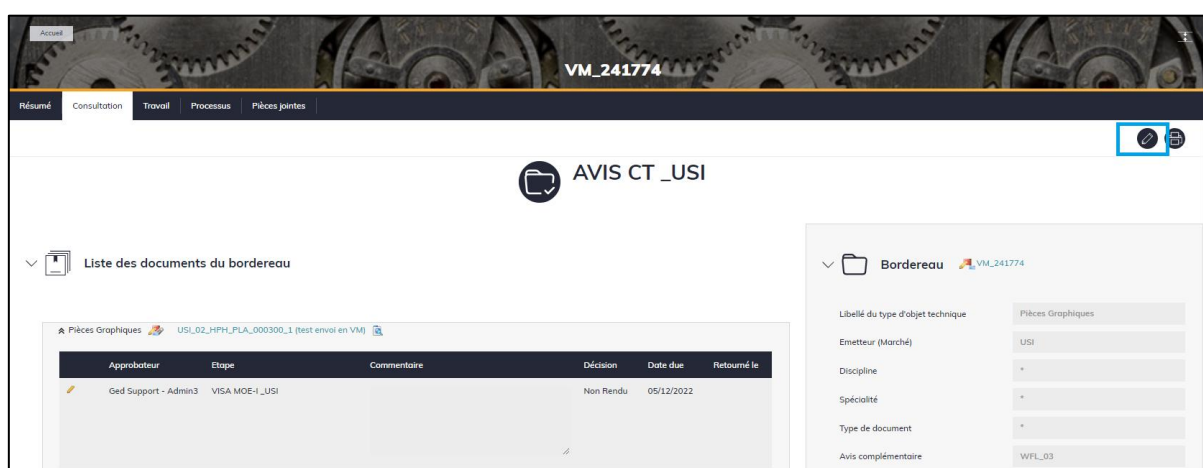 Accueil
VM_241774
Résumé Consultation Travail Processus Pièces jointes
AVIS CT _USI
Liste des documents du bordereau
Pièces Graphiques USI_02_HPH_PLA_000300_1 (test envoi en VM)
Approbateur Etape Commentaire Décision Date due Retourné le
Ged Support - Admin3 VISA MOE-I _USI Non Rendu 05/12/2022
Bordereau VM_241774
Libellé du type d'objet technique Pièces Graphiques
Emetteur (Marché) USI
Discipline *
Spécialité *
Type de document *
Avis complémentaire WFL_03